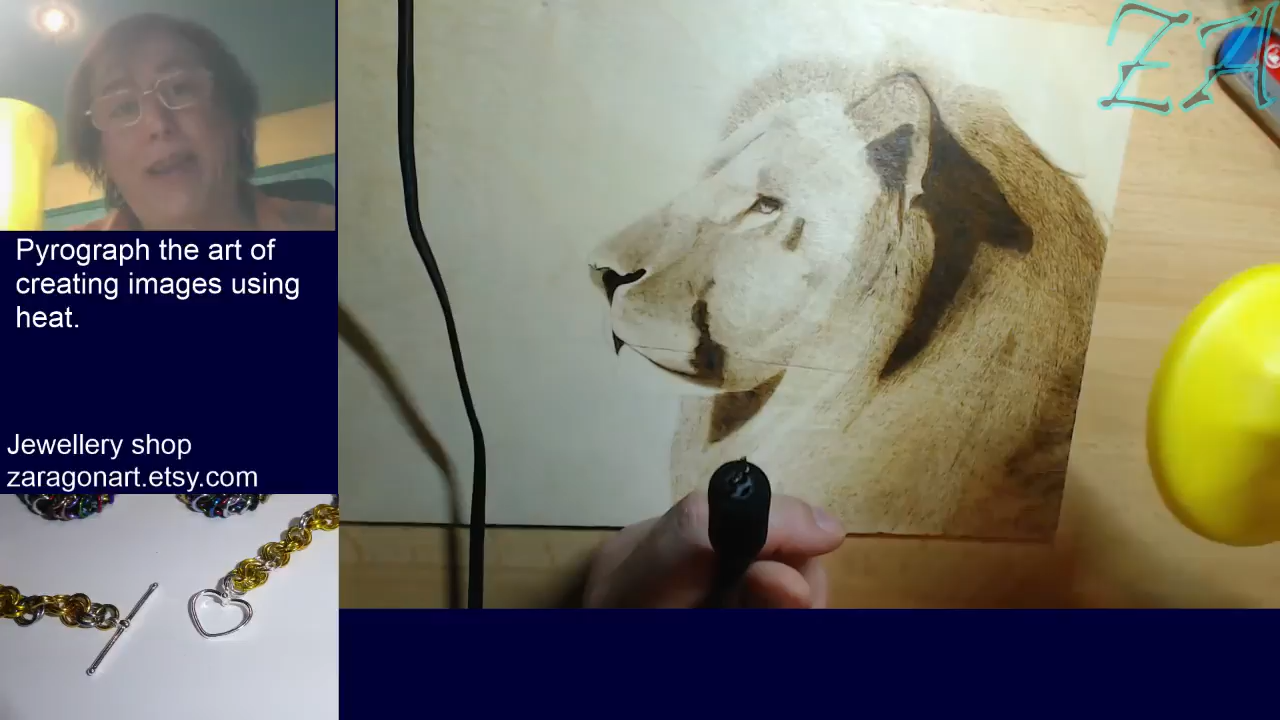 Pyrograph the art of
creating images using
heat.
Jewellery shop
zaragonart.etsy.com
ZA